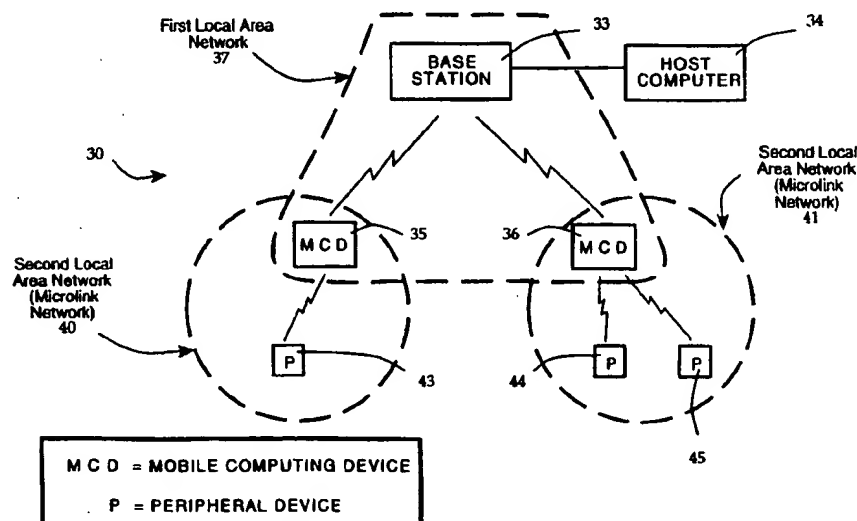 First Local Area
Network
37
33
34
BASE
STATION
HOST
COMPUTER
30
Second Local
Area Network
(Microlink
Network)
41
35
36
M C D
M C D
Second Local
Area Network
(Microlink
Network)
40
P
43
44
P
P
45
M C D = MOBILE COMPUTING DEVICE
P = PERIPHERAL DEVICE